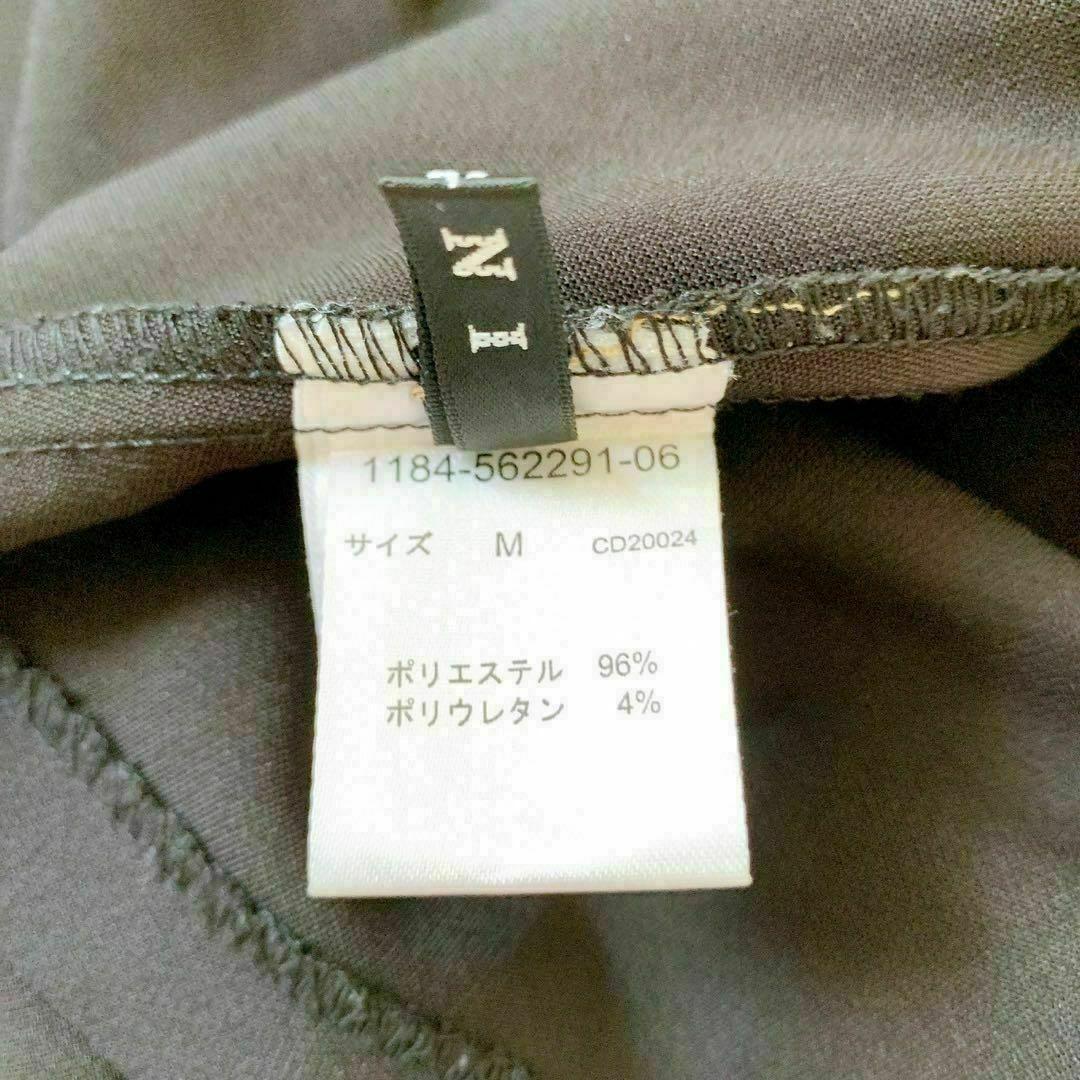 NI
1184-562291-06
サイズ M CD20024
ポリエステル 96%
ポリウレタン 4%